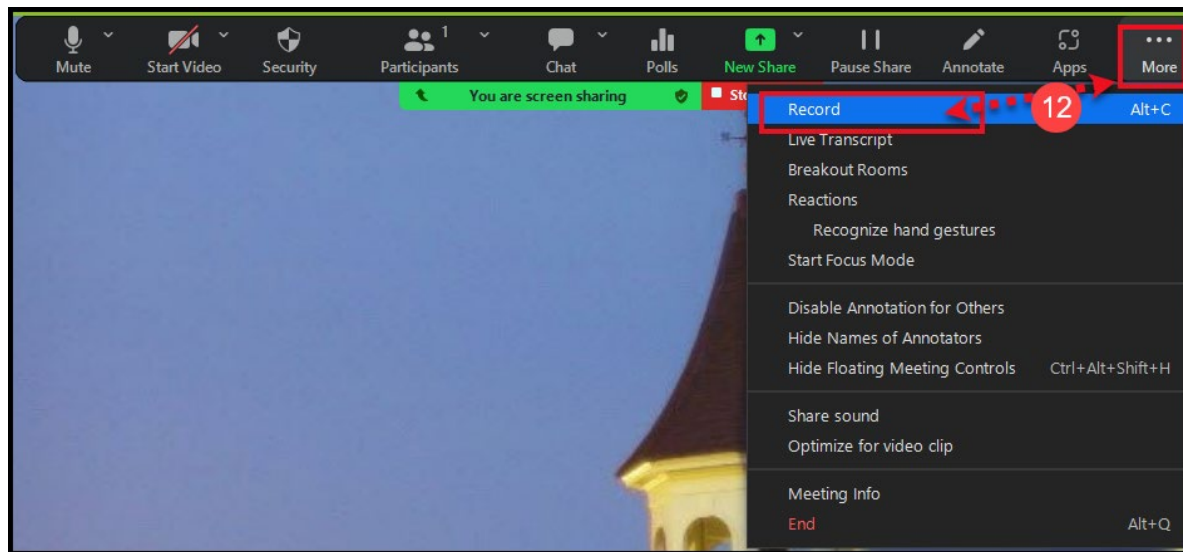 Mute Start Video Security Participants 1 Chat Polls New Share Pause Share Annotate Apps More
You are screen sharing
Record 12 Alt+C
Live Transcript
Breakout Rooms
Reactions
Recognize hand gestures
Start Focus Mode
Disable Annotation for Others
Hide Names of Annotators
Hide Floating Meeting Controls Ctrl+Alt+Shift+H
Share sound
Optimize for video clip
Meeting Info
End Alt+Q